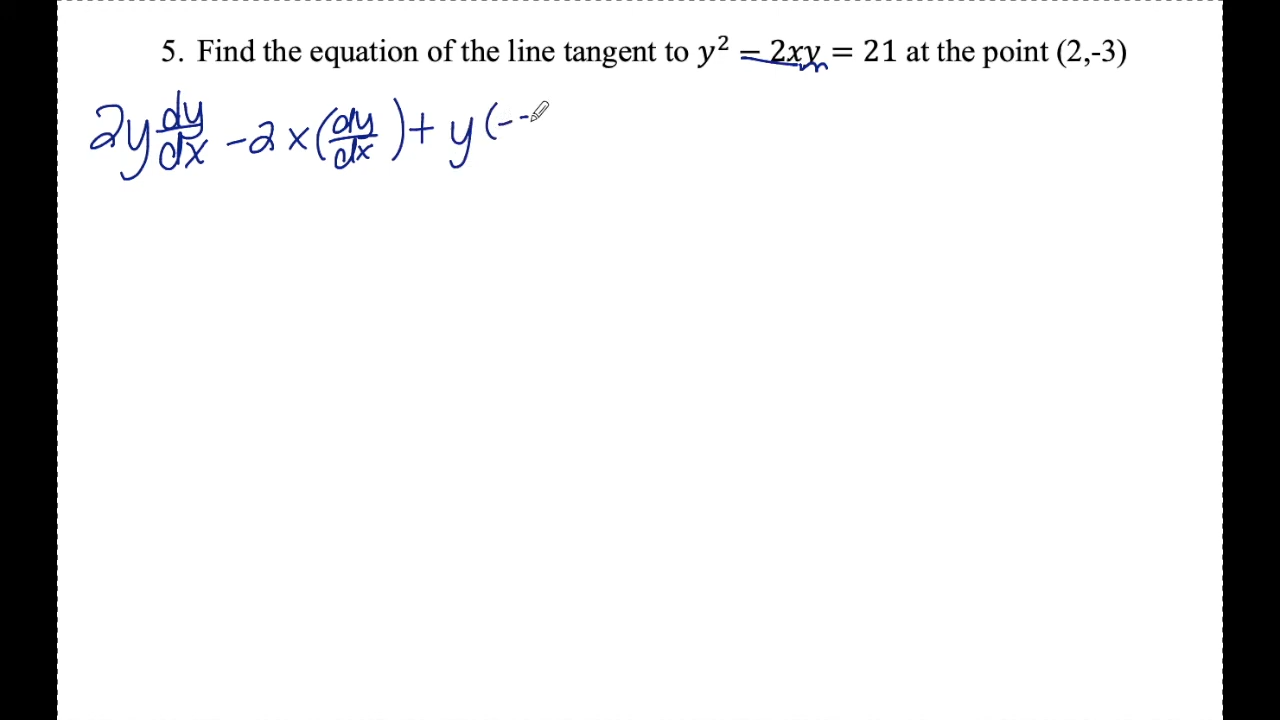 5. Find the equation of the line tangent to y² − 2xy = 21 at the point (2,-3)
2y dy/dx - 2x(dy/dx) + y(-